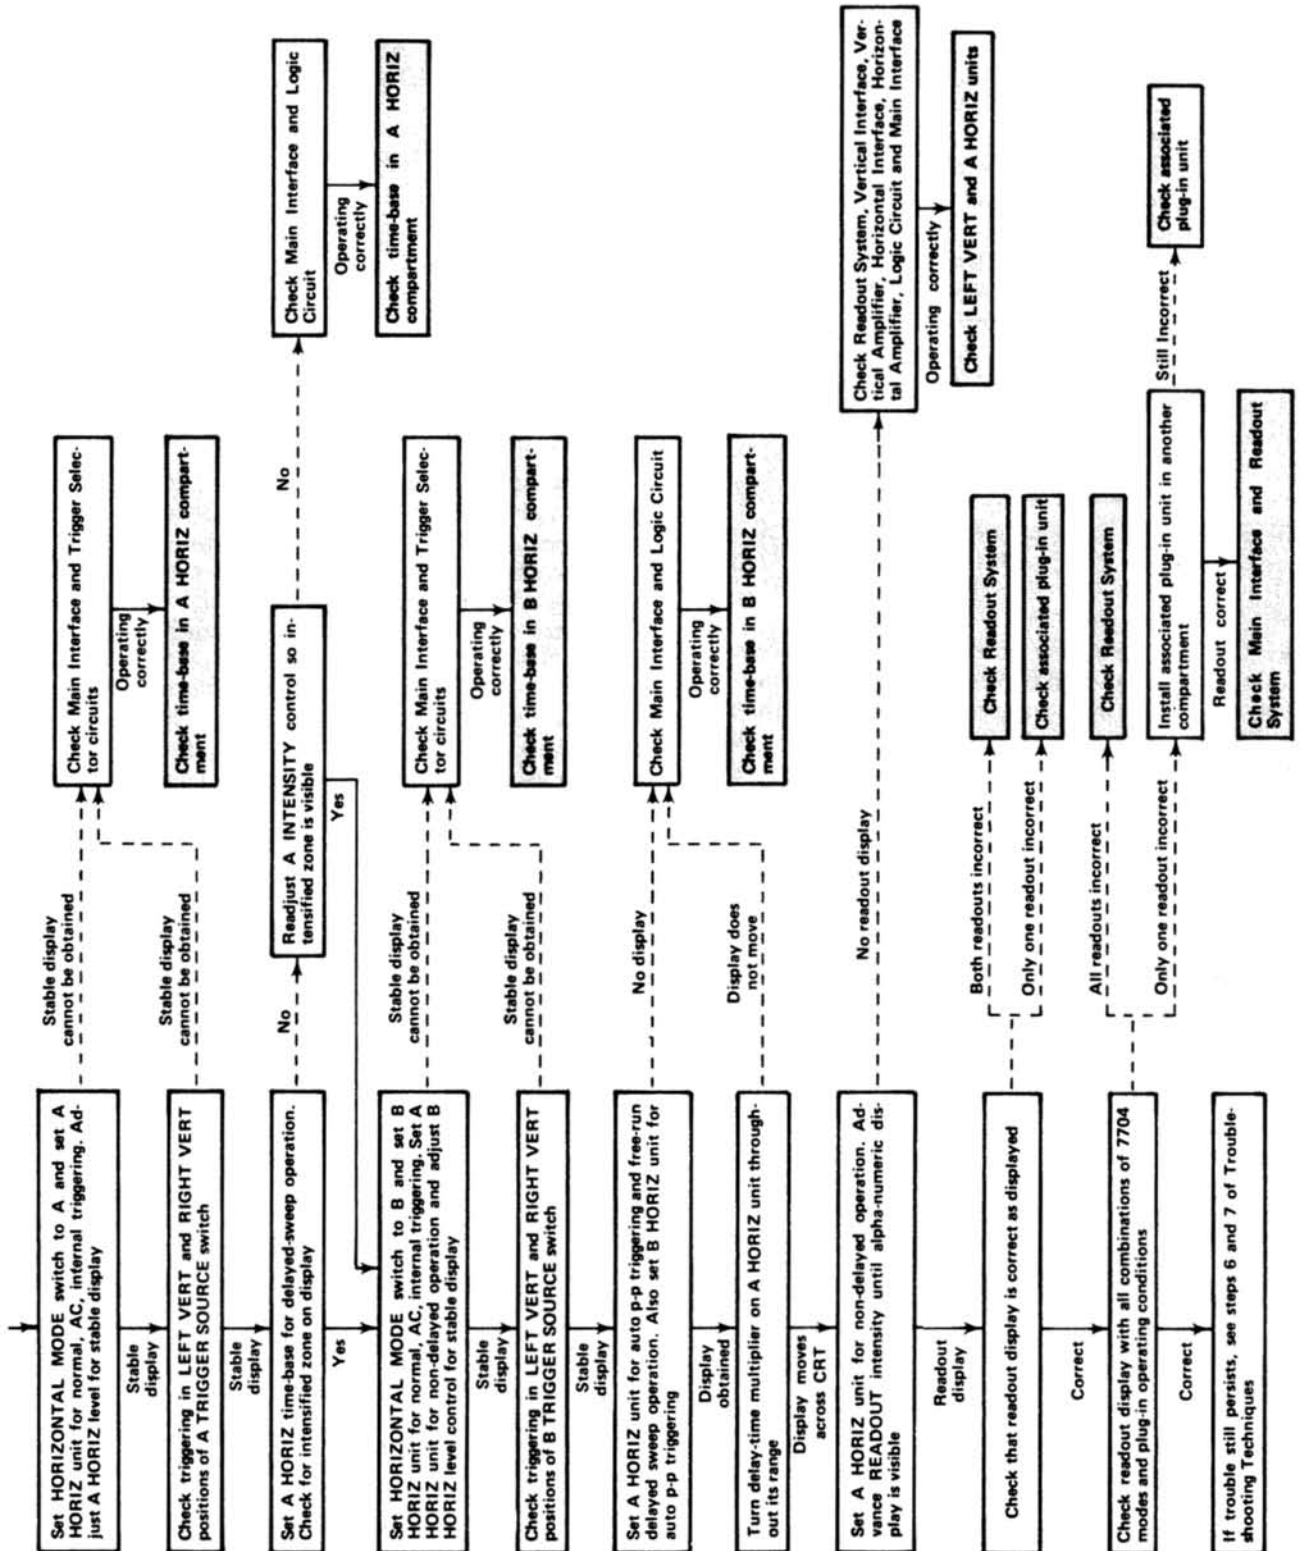 Set HORIZONTAL MODE switch to A and set A
HORIZ unit for normal, AC, internal triggering. Ad-
just A HORIZ level for stable display
Stable display
cannot be obtained
Check Main Interface and Trigger Selec-
tor circuits
Operating
correctly
Check time-base in A HORIZ compart-
ment
Stable
display
Check triggering in LEFT VERT and RIGHT VERT
positions of A TRIGGER SOURCE switch
Stable display
cannot be obtained
Stable
display
Set A HORIZ time-base for delayed-sweep operation.
Check for intensified zone on display
No
Readjust A INTENSITY control so in-
tensified zone is visible
No
Check Main Interface and Logic
Circuit
Operating
correctly
Check time-base in A HORIZ
compartment
Yes
Yes
Set HORIZONTAL MODE switch to B and set B
HORIZ unit for normal, AC, internal triggering. Set A
HORIZ unit for non-delayed operation and adjust B
HORIZ level control for stable display
Stable display
cannot be obtained
Check Main Interface and Trigger Selec-
tor circuits
Operating
correctly
Check time-base in B HORIZ compart-
ment
Stable
display
Check triggering in LEFT VERT and RIGHT VERT
positions of B TRIGGER SOURCE switch
Stable display
cannot be obtained
Stable
display
Set A HORIZ unit for auto p-p triggering and free-run
delayed sweep operation. Also set B HORIZ unit for
auto p-p triggering
No display
Check Main Interface and Logic Circuit
Operating
correctly
Check time-base in B HORIZ compart-
ment
Display
obtained
Turn delay-time multiplier on A HORIZ unit through-
out its range
Display does
not move
Display moves
across CRT
Set A HORIZ unit for non-delayed operation. Ad-
vance READOUT intensity until alpha-numeric dis-
play is visible
No readout display
Check Readout System, Vertical Interface, Ver-
tical Amplifier, Horizontal Interface, Horizon-
tal Amplifier, Logic Circuit and Main Interface
Operating correctly
Check LEFT VERT and A HORIZ units
Readout
display
Check that readout display is correct as displayed
Both readouts incorrect
Check Readout System
Only one readout incorrect
Check associated plug-in unit
Correct
Check readout display with all combinations of 7704
modes and plug-in operating conditions
All readouts incorrect
Check Readout System
Only one readout incorrect
Install associated plug-in unit in another
compartment
Still Incorrect
Check associated
plug-in unit
Readout correct
Check Main Interface and Readout
System
Correct
If trouble still persists, see steps 6 and 7 of Trouble-
shooting Techniques